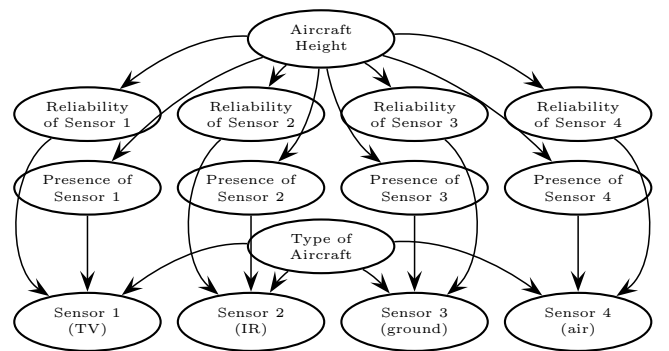 Aircraft
Height
Reliability
of Sensor 1
Reliability
of Sensor 2
Reliability
of Sensor 3
Reliability
of Sensor 4
Presence of
Sensor 1
Presence of
Sensor 2
Presence of
Sensor 3
Presence of
Sensor 4
Type of
Aircraft
Sensor 1
(TV)
Sensor 2
(IR)
Sensor 3
(ground)
Sensor 4
(air)